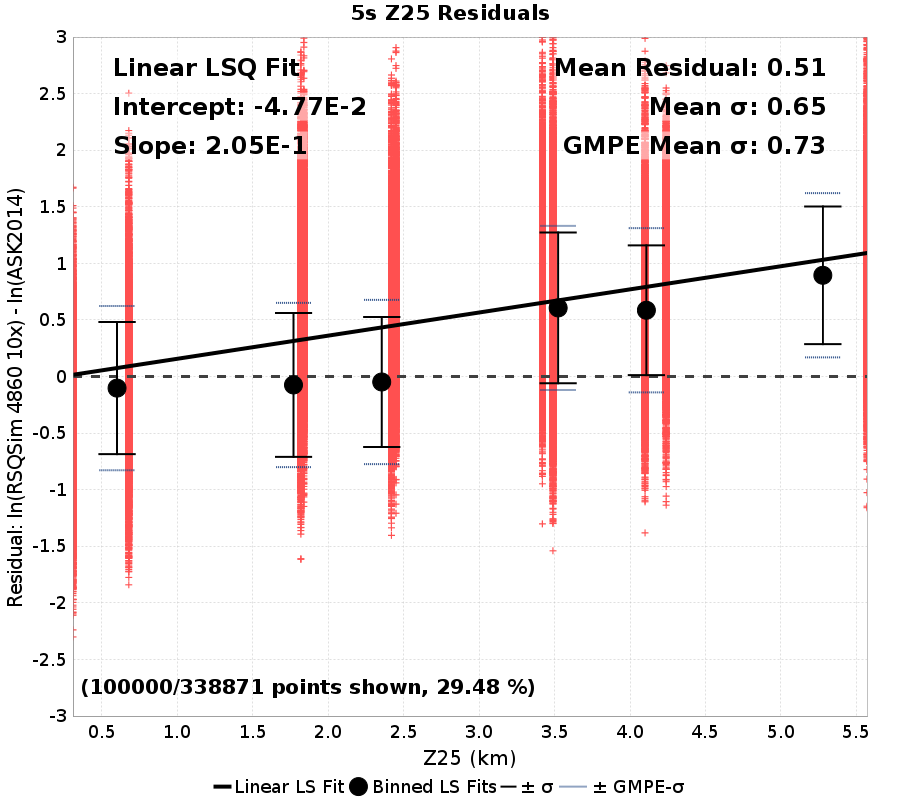 5s Z25 Residuals
Linear LSQ Fit
Intercept: -4.77E-2
Slope: 2.05E-1
Mean Residual: 0.51
Mean σ: 0.65
GMPE Mean σ: 0.73
Residual: ln(RSQSim 4860 10x) - ln(ASK2014)
3
2.5
2
1.5
1
0.5
0
-0.5
-1
-1.5
-2
-2.5
-3
(100000/338871 points shown, 29.48 %)
0.5 1.0 1.5 2.0 2.5 3.0 3.5 4.0 4.5 5.0 5.5
Z25 (km)
Linear LS Fit Binned LS Fits ± σ ± GMPE-σ